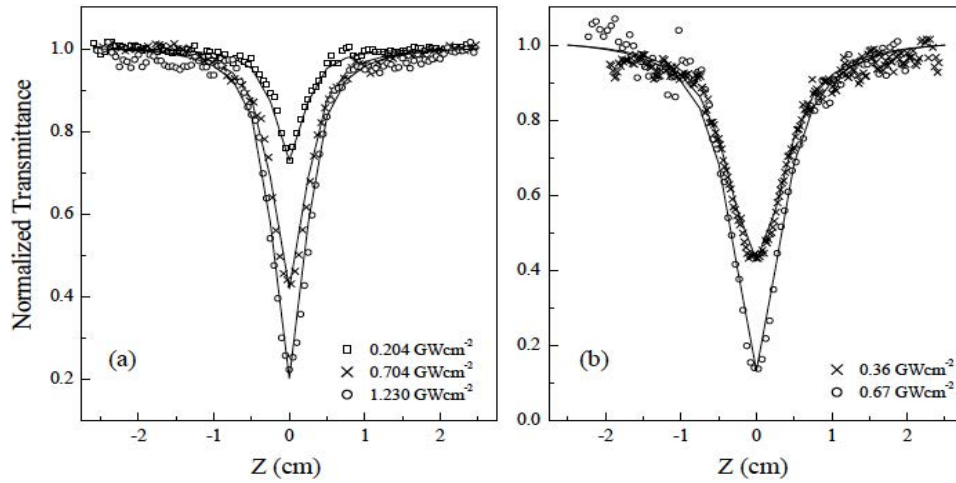 Normalized Transmittance
1.0
0.8
0.6
0.4
0.2
(a)
0.204 GWcm-2
0.704 GWcm-2
1.230 GWcm-2
-2 -1 0 1 2
Z (cm)
1.0
0.8
0.6
0.4
0.2
0.0
(b)
0.36 GWcm-2
0.67 GWcm-2
-2 -1 0 1 2
Z (cm)